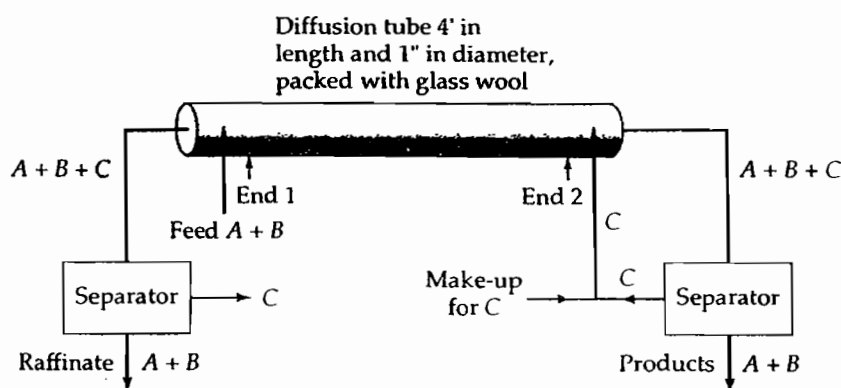 Diffusion tube 4' in
length and 1" in diameter,
packed with glass wool
A + B + C
End 1
Feed A + B
End 2
C
A + B + C
Separator
C
Make-up
for C
C
Separator
Raffinate A + B
Products A + B